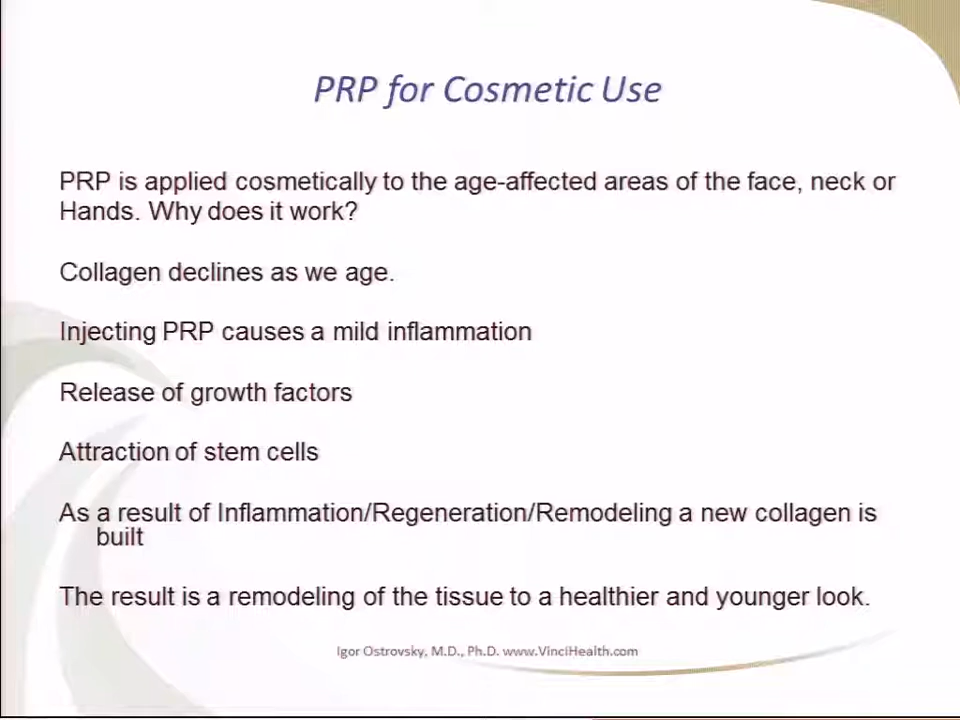 PRP for Cosmetic Use
PRP is applied cosmetically to the age-affected areas of the face, neck or
Hands. Why does it work?
Collagen declines as we age.
Injecting PRP causes a mild inflammation
Release of growth factors
Attraction of stem cells
As a result of Inflammation/Regeneration/Remodeling a new collagen is
built
The result is a remodeling of the tissue to a healthier and younger look.
Igor Ostrovsky, M.D., Ph.D. www.VinciHealth.com